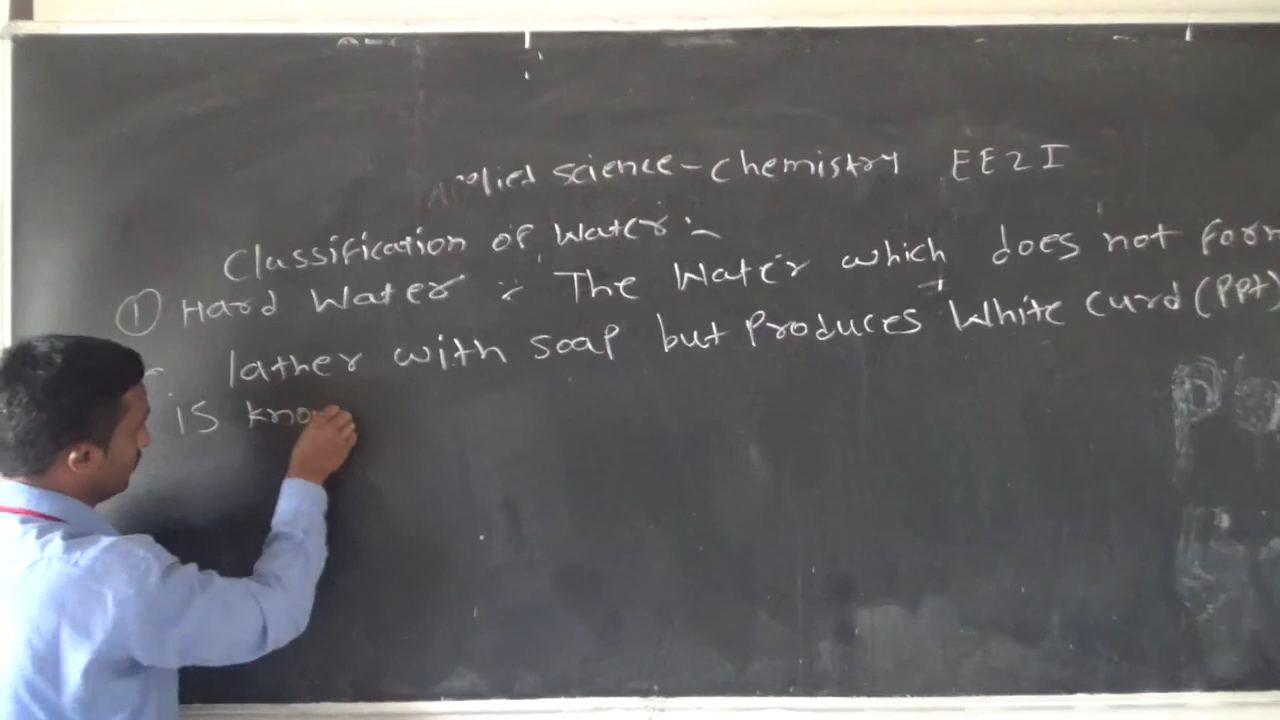 Applied Science - Chemistry EE2I
Classification of Water :-
① Hard Water :- The Water which does not form
lather with soap but Produces White Curd (PPt)
is kno